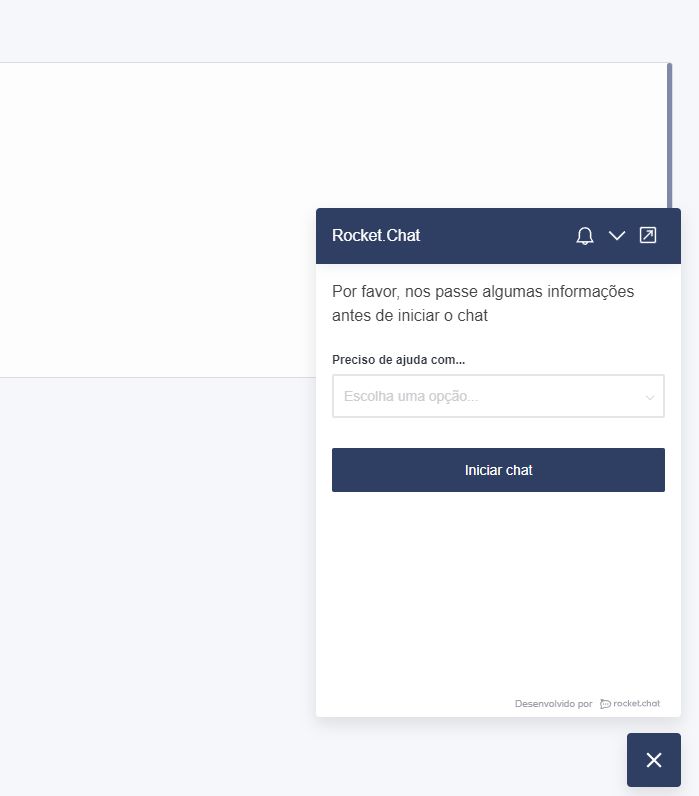 Rocket.Chat
Por favor, nos passe algumas informações
antes de iniciar o chat
Preciso de ajuda com...
Escolha uma opção...
Iniciar chat
Desenvolvido por rocket.chat